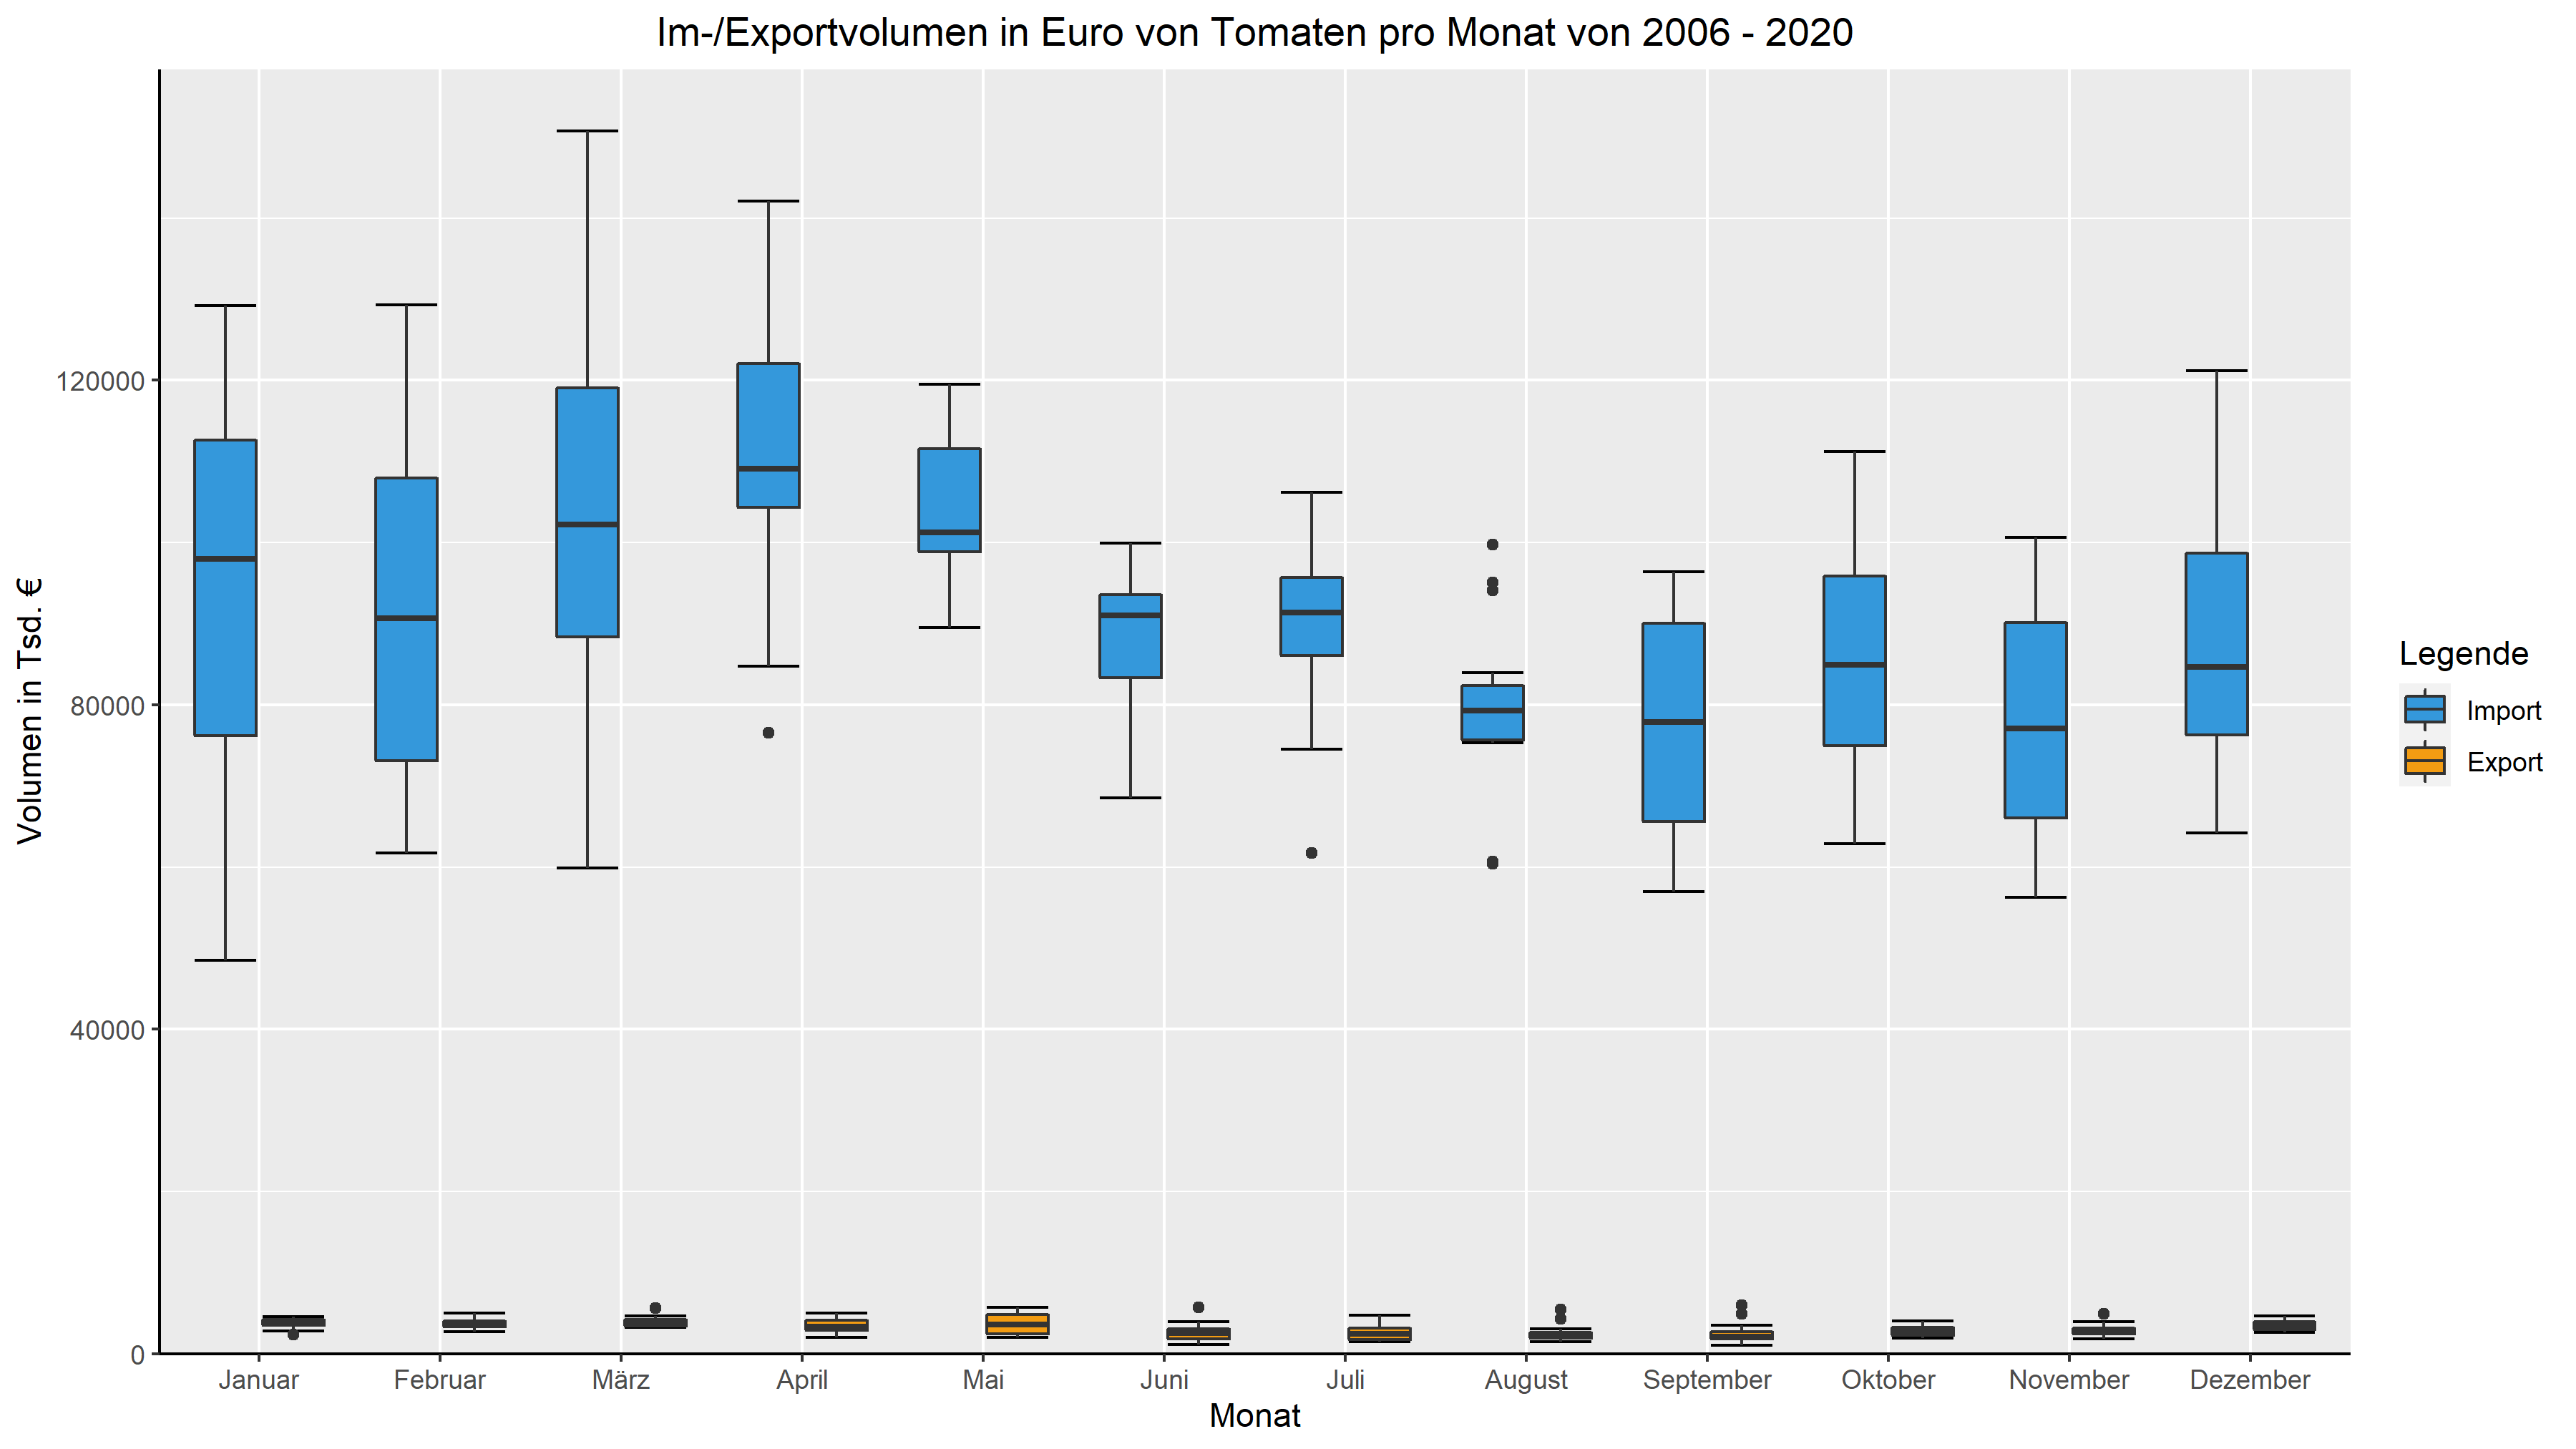 Im-/Exportvolumen in Euro von Tomaten pro Monat von 2006 - 2020
Volumen in Tsd. €
120000
80000
40000
0
Januar Februar März April Mai Juni Juli August September Oktober November Dezember
Monat
Legende
Import
Export